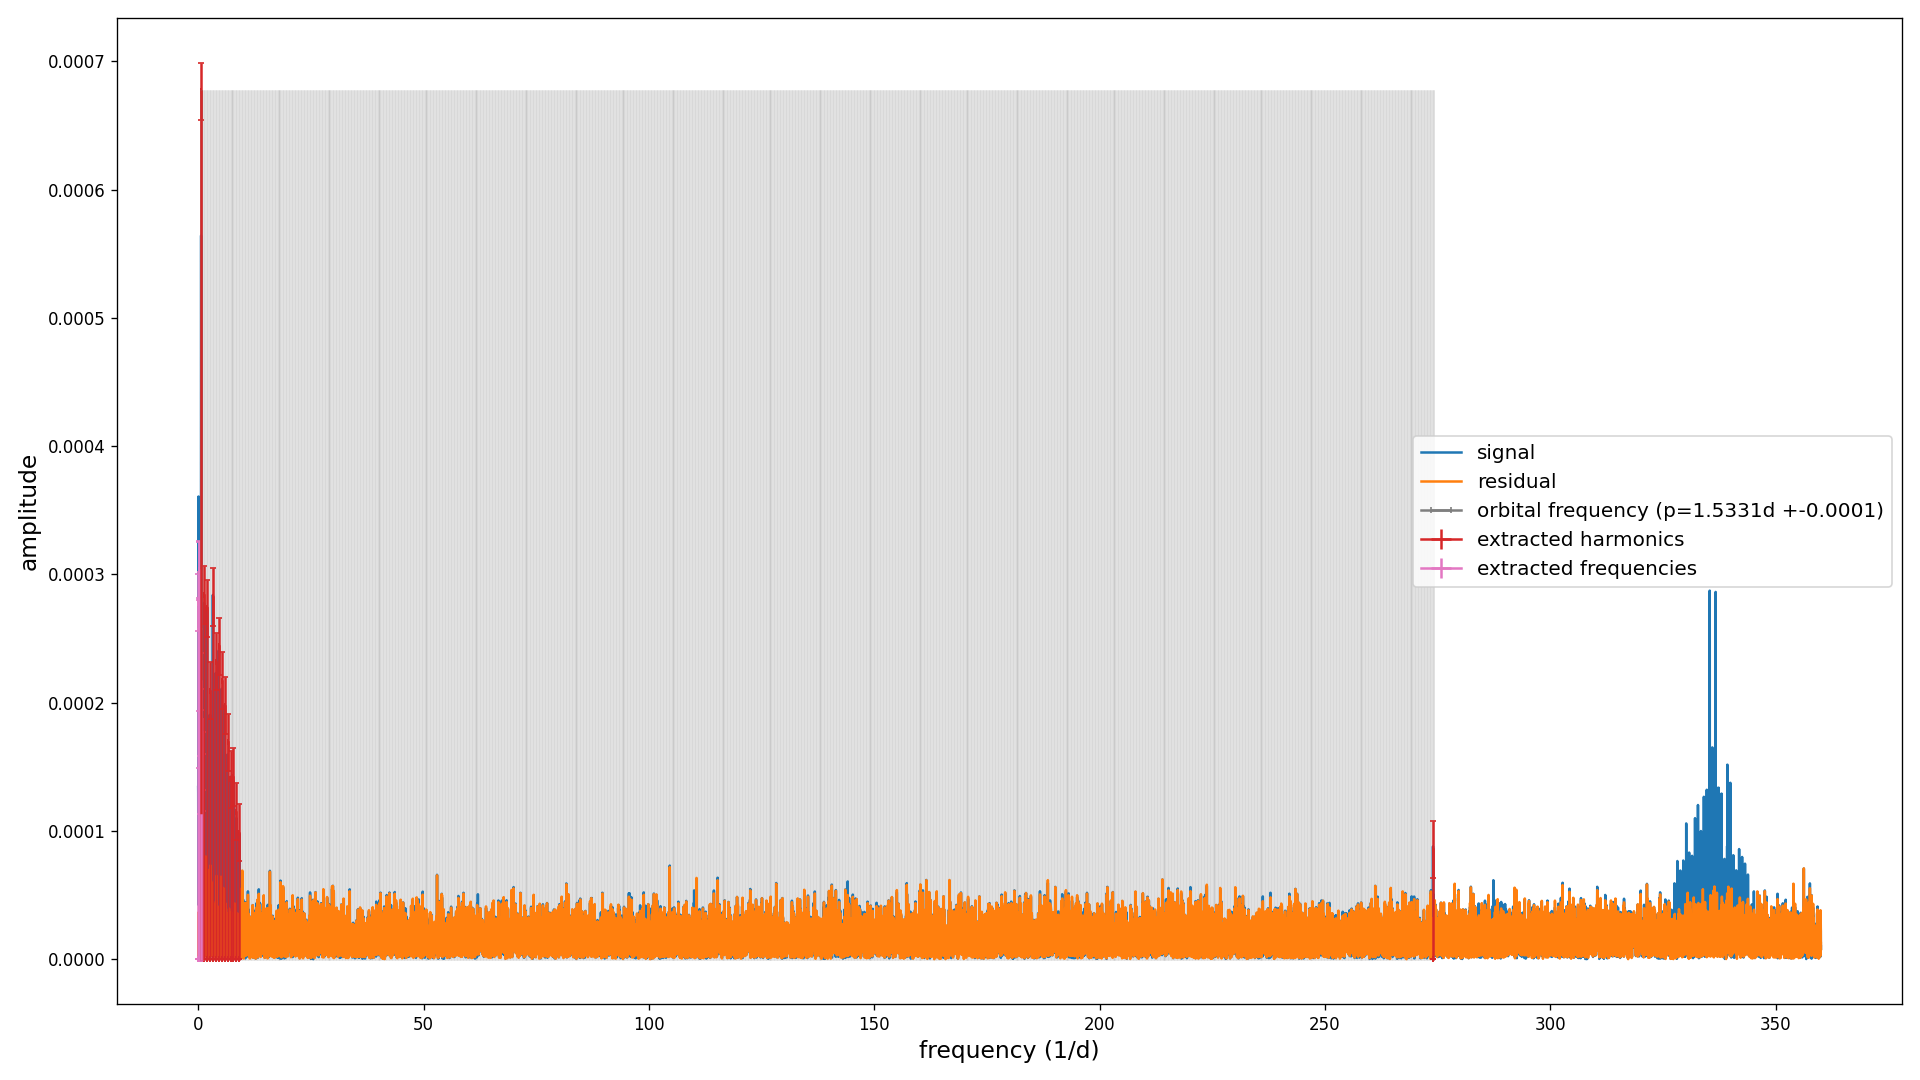 0.0007
0.0006
0.0005
0.0004
0.0003
0.0002
0.0001
0.0000
amplitude
signal
residual
orbital frequency (p=1.5331d +-0.0001)
extracted harmonics
extracted frequencies
0 50 100 150 200 250 300 350
frequency (1/d)